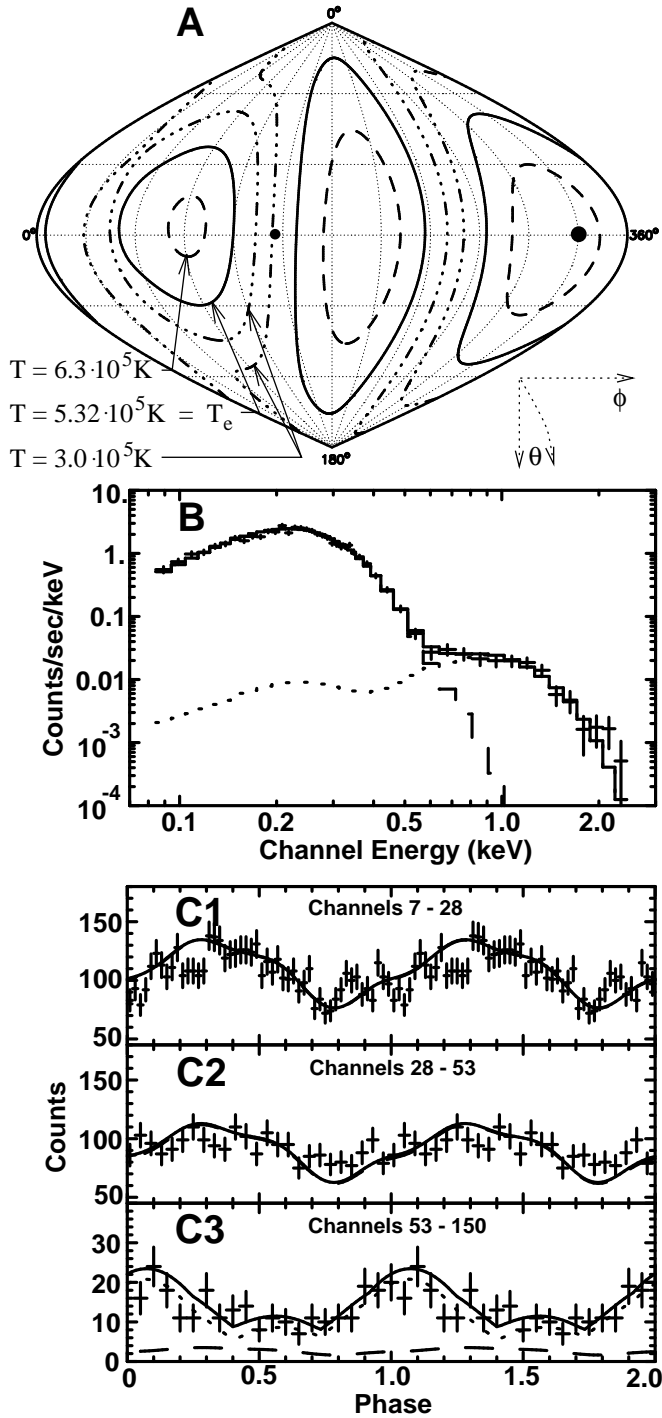 A
0°
0°
360°
T = 6.3·10⁵K
T = 5.32·10⁵K = Tₑ
T = 3.0·10⁵K
180°
ϕ
θ
B
10.
1.
0.1
0.01
10⁻³
10⁻⁴
Counts/sec/keV
0.1 0.2 0.5 1.0 2.0
Channel Energy (keV)
C1
Channels 7 - 28
150
100
50
C2
Channels 28 - 53
150
100
50
Counts
C3
Channels 53 - 150
30
20
10
0
0 0.5 1.0 1.5 2.0
Phase